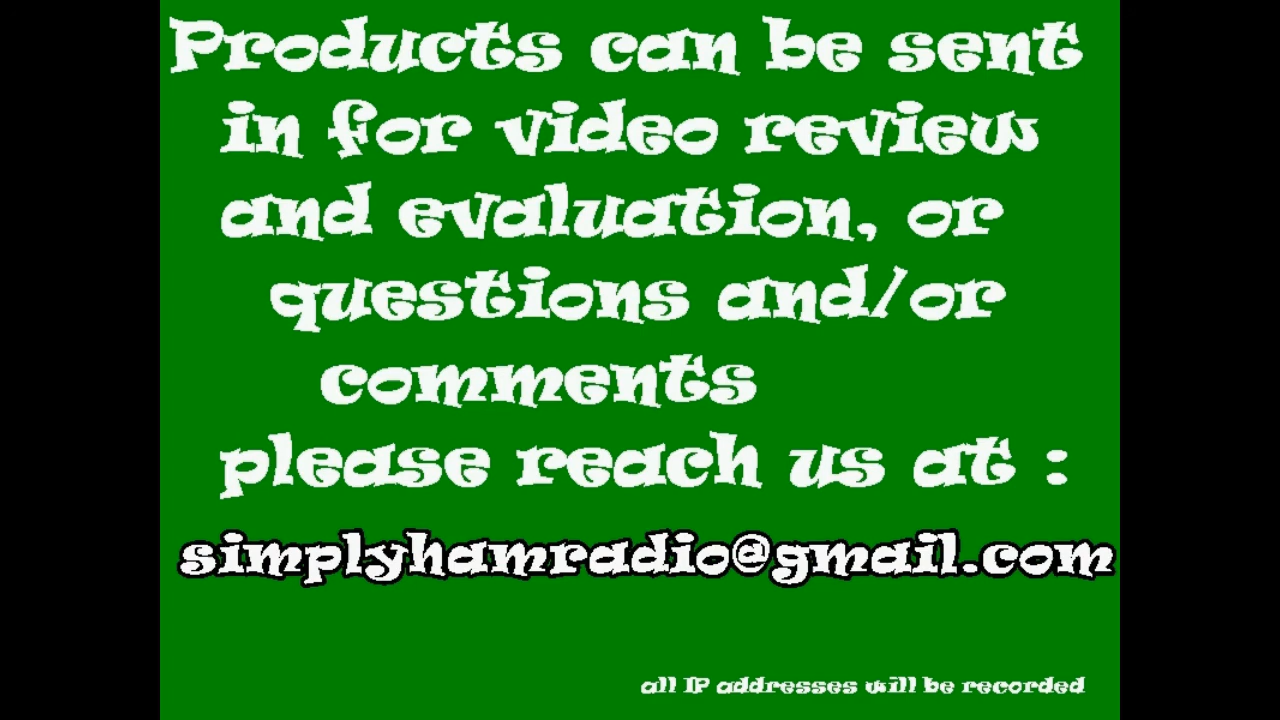 Products can be sent
in for video review
and evaluation, or
questions and/or
comments
please reach us at :
simplyhamradio@gmail.com
all IP addresses will be recorded